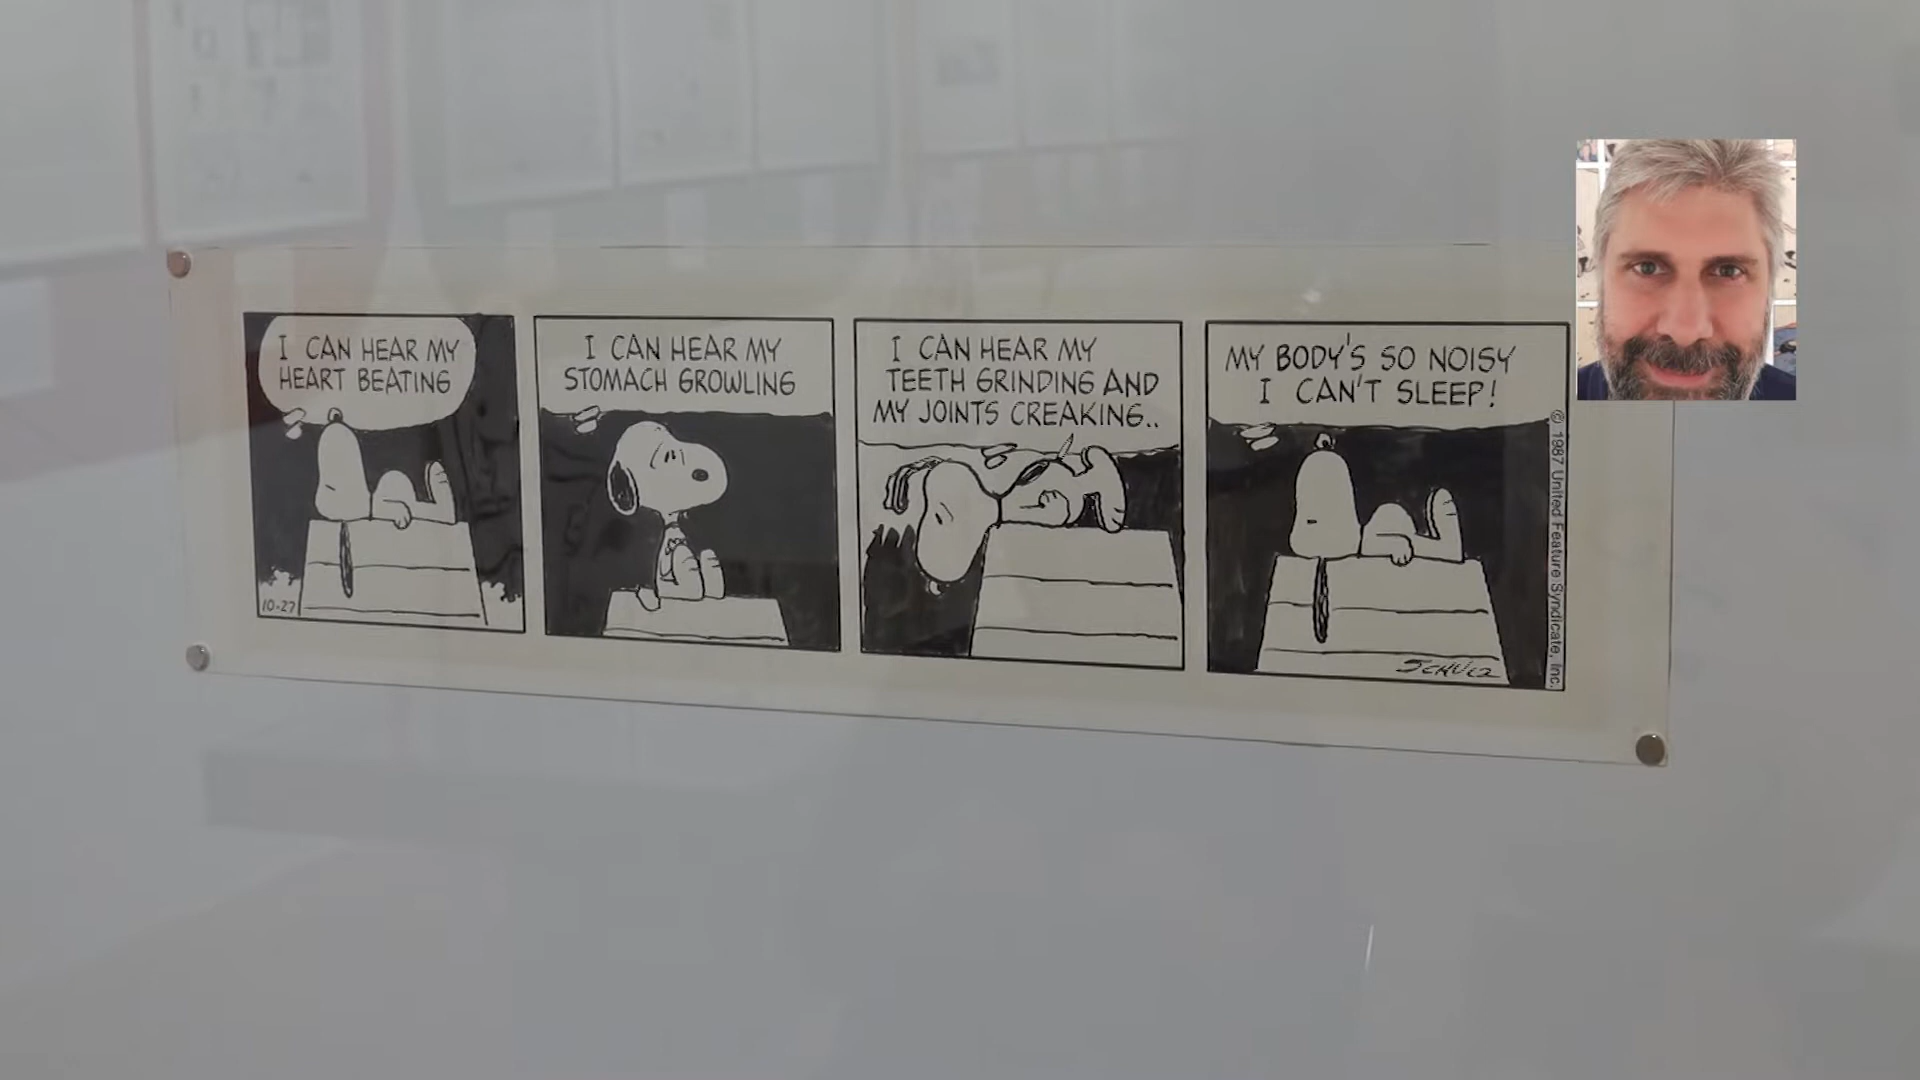 I CAN HEAR MY
HEART BEATING
10-27
I CAN HEAR MY
STOMACH GROWLING
I CAN HEAR MY
TEETH GRINDING AND
MY JOINTS CREAKING..
MY BODY'S SO NOISY
I CAN'T SLEEP!
SCHULZ
© 1987 United Feature Syndicate, Inc.